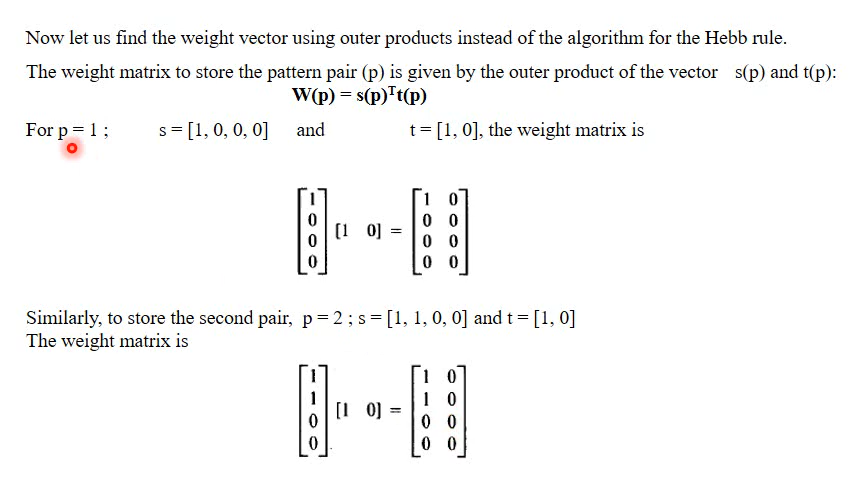 Now let us find the weight vector using outer products instead of the algorithm for the Hebb rule.
The weight matrix to store the pattern pair (p) is given by the outer product of the vector s(p) and t(p):
W(p) = s(p)ᵀt(p)
For p = 1 ; s = [1, 0, 0, 0] and t = [1, 0], the weight matrix is
1 1 0
0 0 0
0 [1 0] = 0 0
0 0 0
Similarly, to store the second pair, p = 2 ; s = [1, 1, 0, 0] and t = [1, 0]
The weight matrix is
1 1 0
1 1 0
0 [1 0] = 0 0
0 0 0